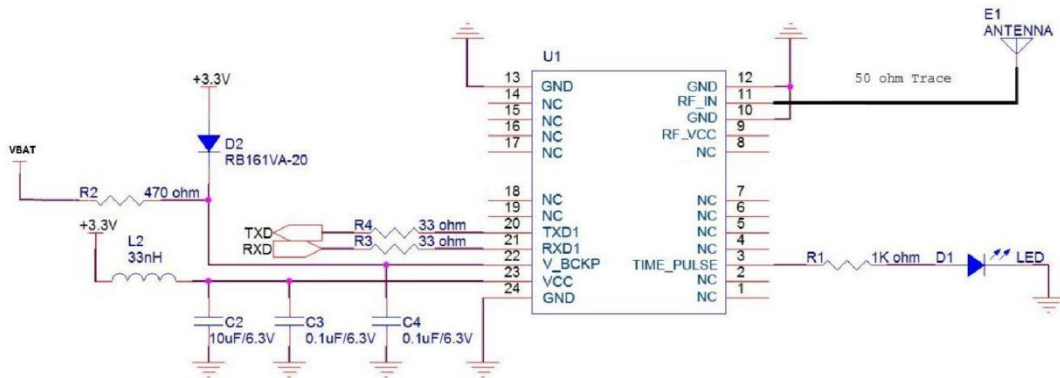 E1
ANTENNA
U1
50 ohm Trace
+3.3V
D2
RB161VA-20
VBAT
R2 470 ohm
+3.3V
L2
33nH
TXD R4 33 ohm
RXD R3 33 ohm
13 GND
14 NC
15 NC
16 NC
17 NC
18 NC
19 NC
20 TXD1
21 RXD1
22 V_BCKP
23 VCC
24 GND
GND 12
RF_IN 11
GND 10
RF_VCC 9
NC 8
NC 7
NC 6
NC 5
NC 4
TIME_PULSE 3
NC 2
NC 1
R1 1K ohm D1 LED
C2
10uF/6.3V
C3
0.1uF/6.3V
C4
0.1uF/6.3V